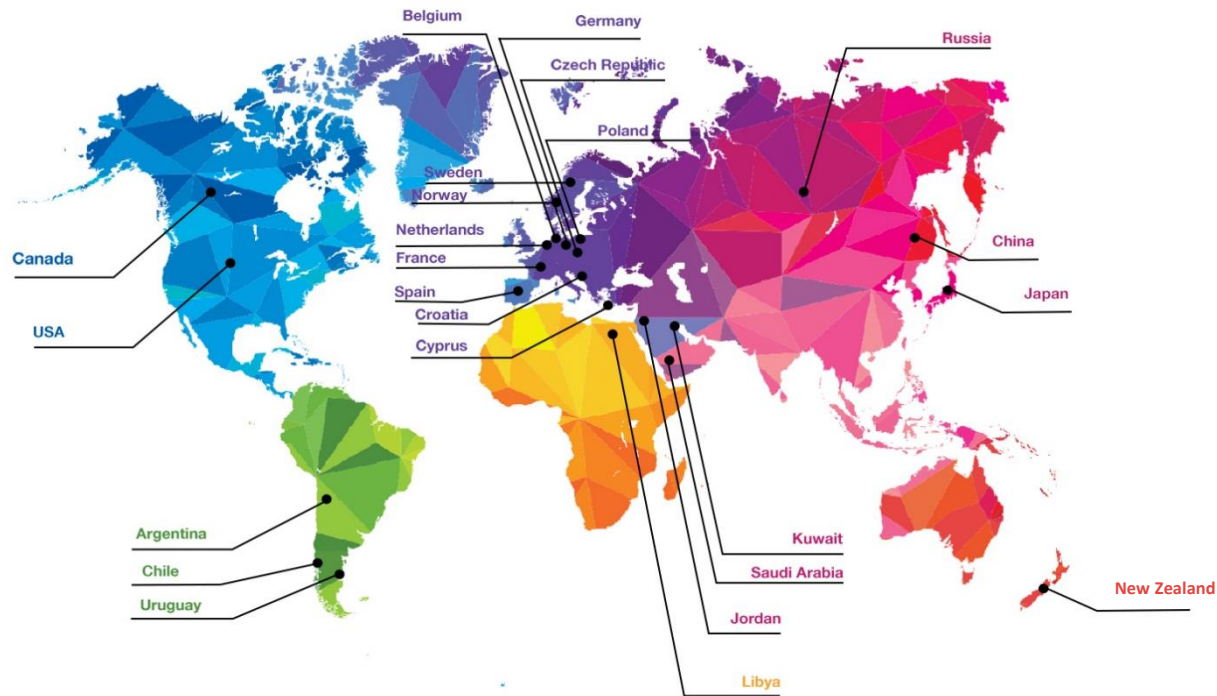 Belgium
Germany
Russia
Czech Republic
Poland
Sweden
Norway
Netherlands
China
Canada
France
Spain
Japan
Croatia
USA
Cyprus
Argentina
Kuwait
Chile
Saudi Arabia
New Zealand
Uruguay
Jordan
Libya